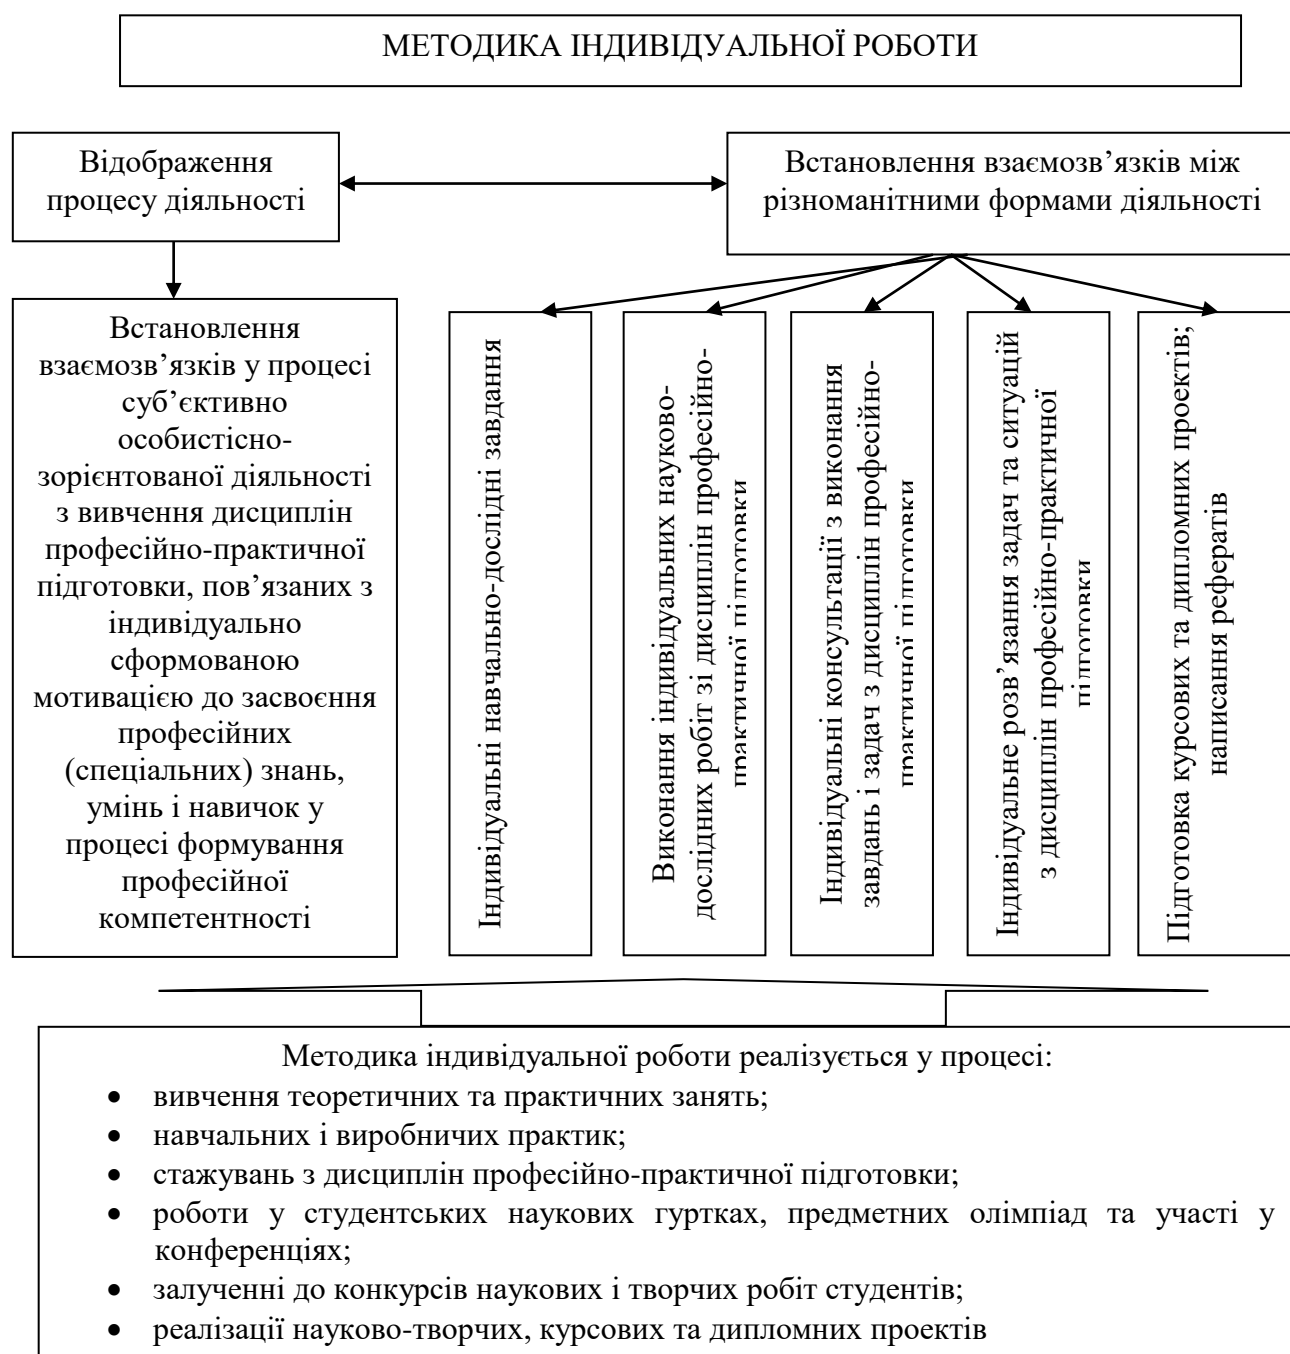 МЕТОДИКА ІНДИВІДУАЛЬНОЇ РОБОТИ
Відображення
процесу діяльності
Встановлення взаємозв’язків між
різноманітними формами діяльності
Встановлення
взаємозв’язків у процесі
суб’єктивно
особистісно-
зорієнтованої діяльності
з вивчення дисциплін
професійно-практичної
підготовки, пов’язаних з
індивідуально
сформованою
мотивацією до засвоєння
професійних
(спеціальних) знань,
умінь і навичок у
процесі формування
професійної
компетентності
Індивідуальні навчально-дослідні завдання
Виконання індивідуальних науково-
дослідних робіт зі дисциплін професійно-
практичної підготовки
Індивідуальні консультації з виконання
завдань і задач з дисциплін професійно-
практичної підготовки
Індивідуальне розв’язання задач та ситуацій
з дисциплін професійно-практичної
підготовки
Підготовка курсових та дипломних проектів;
написання рефератів
Методика індивідуальної роботи реалізується у процесі:
• вивчення теоретичних та практичних занять;
• навчальних і виробничих практик;
• стажувань з дисциплін професійно-практичної підготовки;
• роботи у студентських наукових гуртках, предметних олімпіад та участі у
конференціях;
• залученні до конкурсів наукових і творчих робіт студентів;
• реалізації науково-творчих, курсових та дипломних проектів